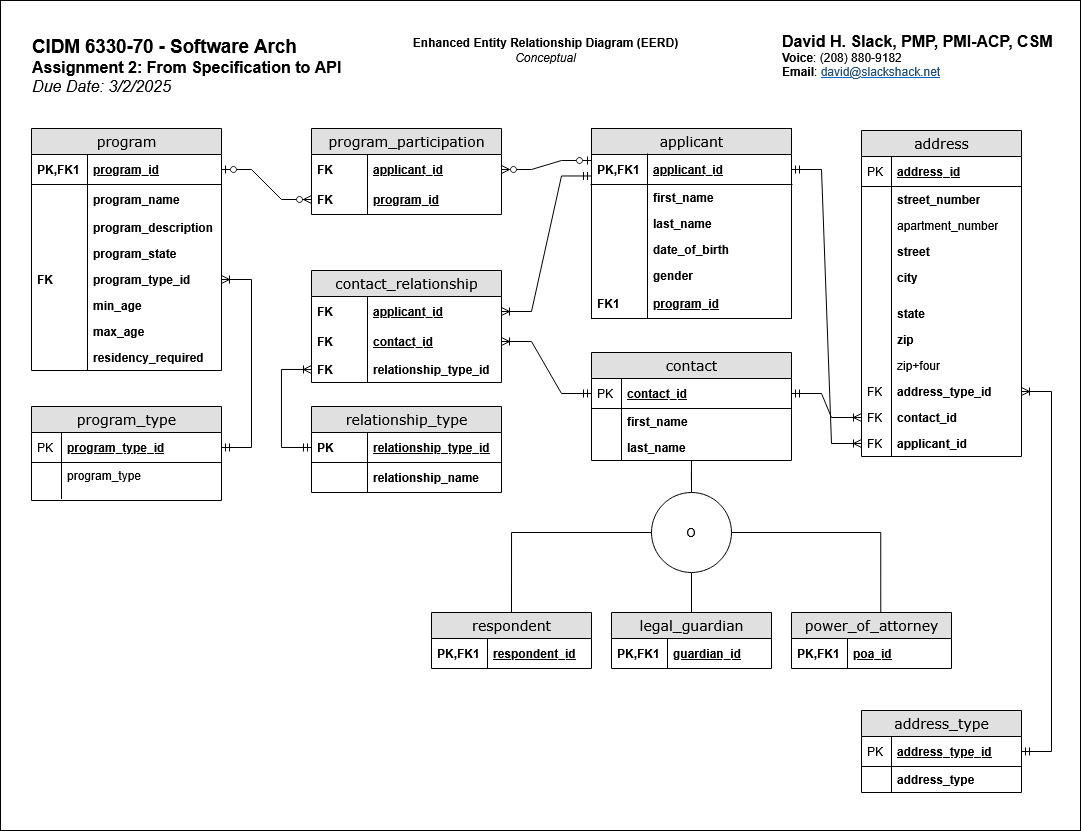 CIDM 6330-70 - Software Arch
Assignment 2: From Specification to API
Due Date: 3/2/2025
Enhanced Entity Relationship Diagram (EERD)
Conceptual
David H. Slack, PMP, PMI-ACP, CSM
Voice: (208) 880-9182
Email: david@slackshack.net
program
PK,FK1 program_id
program_name
program_description
program_state
FK program_type_id
min_age
max_age
residency_required
program_participation
FK applicant_id
FK program_id
applicant
PK,FK1 applicant_id
first_name
last_name
date_of_birth
gender
FK1 program_id
address
PK address_id
street_number
apartment_number
street
city
state
zip
zip+four
FK address_type_id
FK contact_id
FK applicant_id
contact_relationship
FK applicant_id
FK contact_id
FK relationship_type_id
contact
PK contact_id
first_name
last_name
program_type
PK program_type_id
program_type
relationship_type
PK relationship_type_id
relationship_name
O
respondent
PK,FK1 respondent_id
legal_guardian
PK,FK1 guardian_id
power_of_attorney
PK,FK1 poa_id
address_type
PK address_type_id
address_type